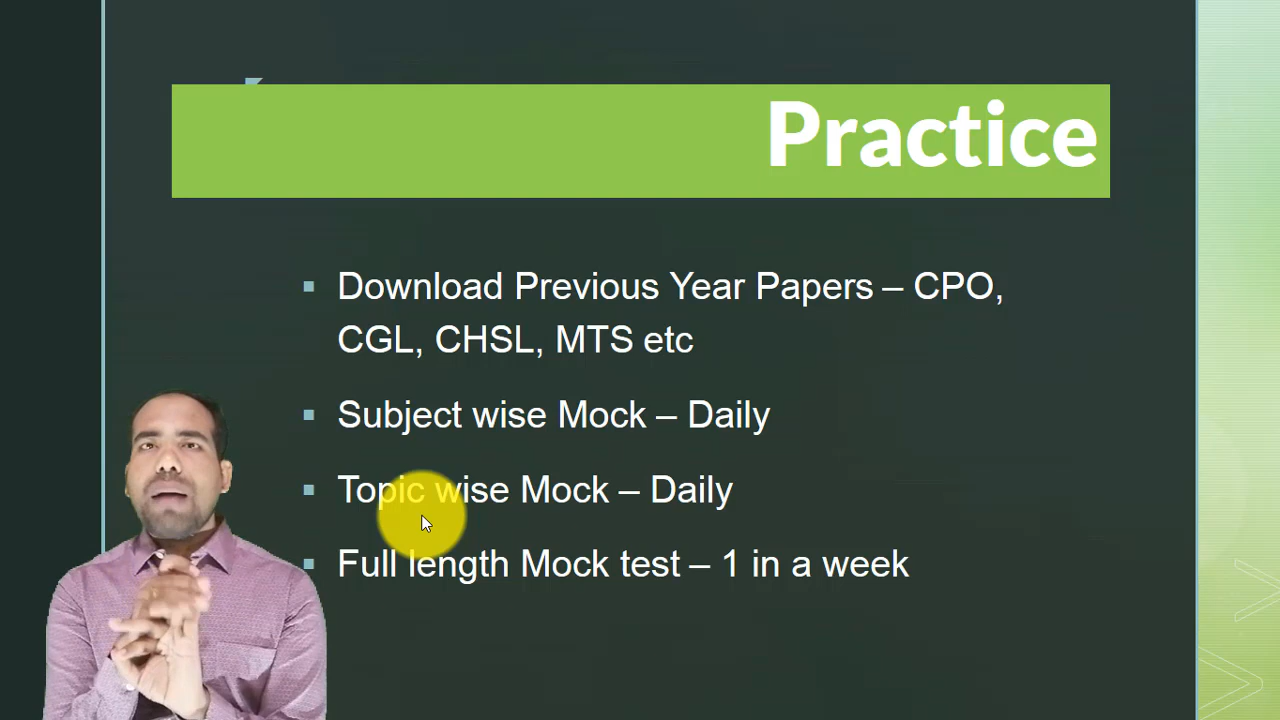 Practice
Download Previous Year Papers – CPO,
CGL, CHSL, MTS etc
Subject wise Mock – Daily
Topic wise Mock – Daily
Full length Mock test – 1 in a week